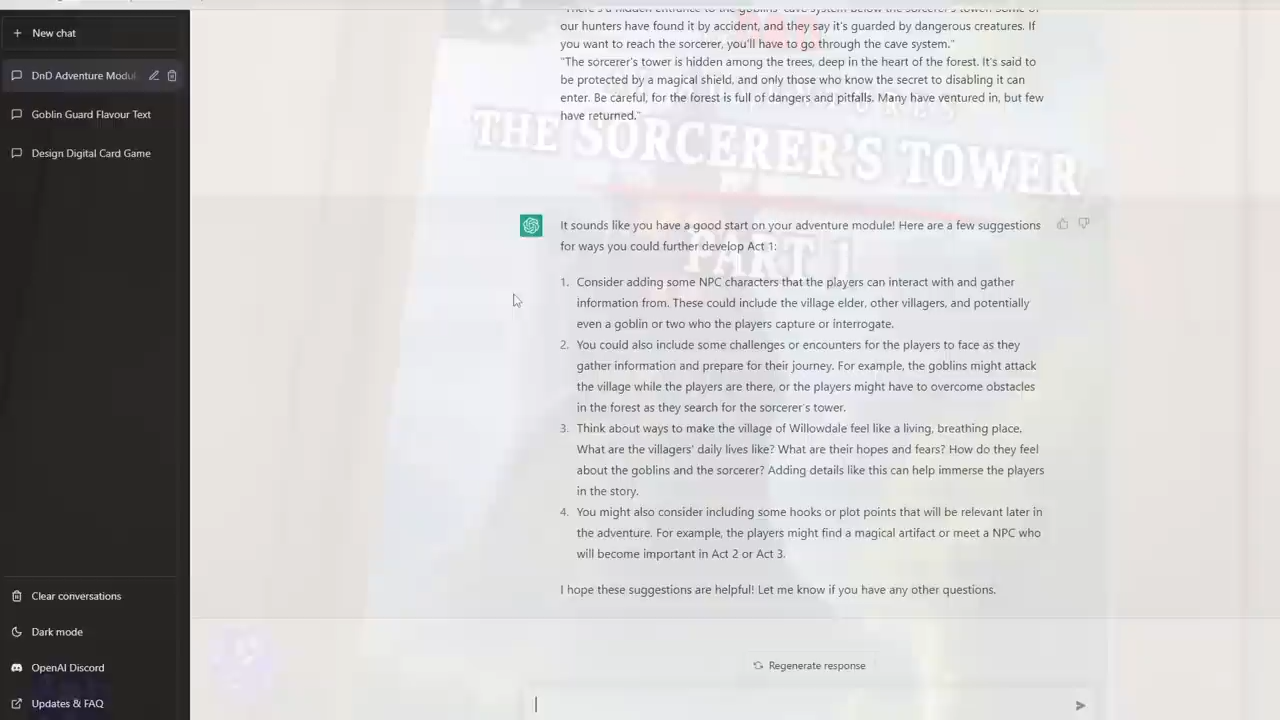 New chat
DnD Adventure Modul
Goblin Guard Flavour Text
Design Digital Card Game
Clear conversations
Dark mode
OpenAI Discord
Updates & FAQ
"There's a hidden entrance to the goblins' cave system below the sorcerer's tower. Some of
our hunters have found it by accident, and they say it's guarded by dangerous creatures. If
you want to reach the sorcerer, you'll have to go through the cave system."
"The sorcerer's tower is hidden among the trees, deep in the heart of the forest. It's said to
be protected by a magical shield, and only those who know the secret to disabling it can
enter. Be careful, for the forest is full of dangers and pitfalls. Many have ventured in, but few
have returned."
THE SORCERER'S TOWER
PART 1
It sounds like you have a good start on your adventure module! Here are a few suggestions
for ways you could further develop Act 1:
1. Consider adding some NPC characters that the players can interact with and gather
information from. These could include the village elder, other villagers, and potentially
even a goblin or two who the players capture or interrogate.
2. You could also include some challenges or encounters for the players to face as they
gather information and prepare for their journey. For example, the goblins might attack
the village while the players are there, or the players might have to overcome obstacles
in the forest as they search for the sorcerer's tower.
3. Think about ways to make the village of Willowdale feel like a living, breathing place.
What are the villagers' daily lives like? What are their hopes and fears? How do they feel
about the goblins and the sorcerer? Adding details like this can help immerse the players
in the story.
4. You might also consider including some hooks or plot points that will be relevant later in
the adventure. For example, the players might find a magical artifact or meet a NPC who
will become important in Act 2 or Act 3.
I hope these suggestions are helpful! Let me know if you have any other questions.
Regenerate response